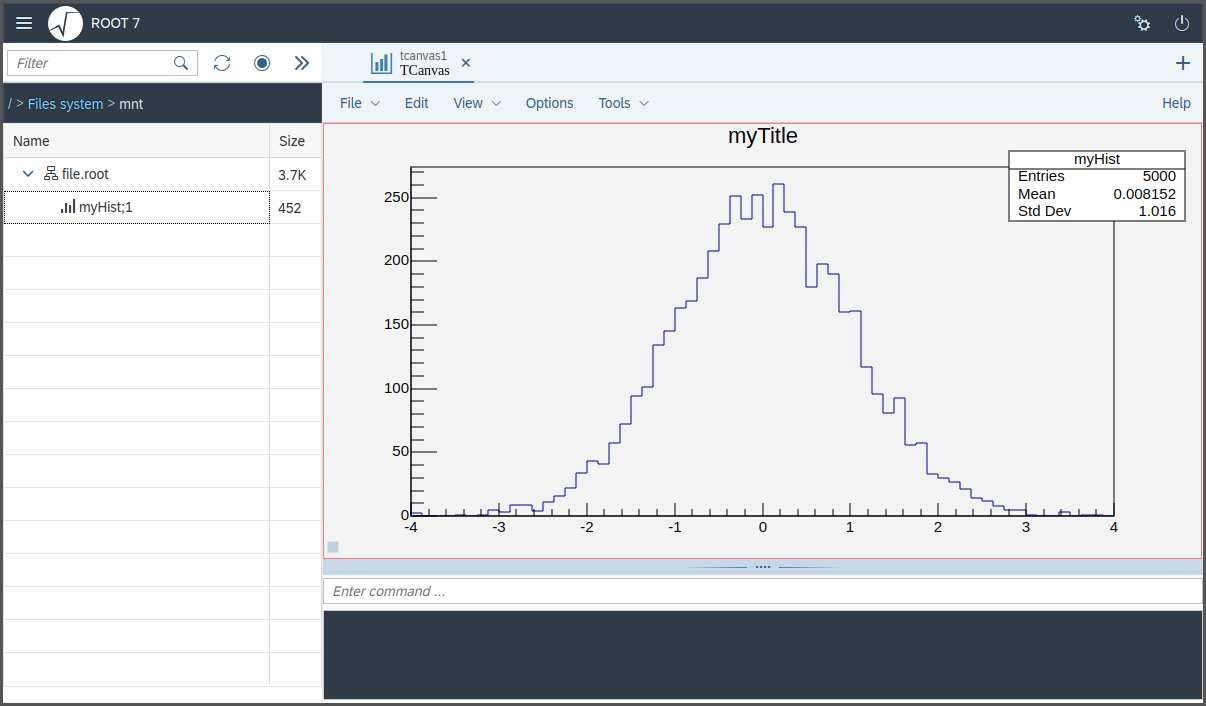 ROOT 7
Filter
/ > Files system > mnt
Name Size
file.root 3.7K
myHist;1 452
tcanvas1
TCanvas
File Edit View Options Tools Help
myTitle
myHist
Entries 5000
Mean 0.008152
Std Dev 1.016
250
200
150
100
50
0
-4 -3 -2 -1 0 1 2 3 4
Enter command ...